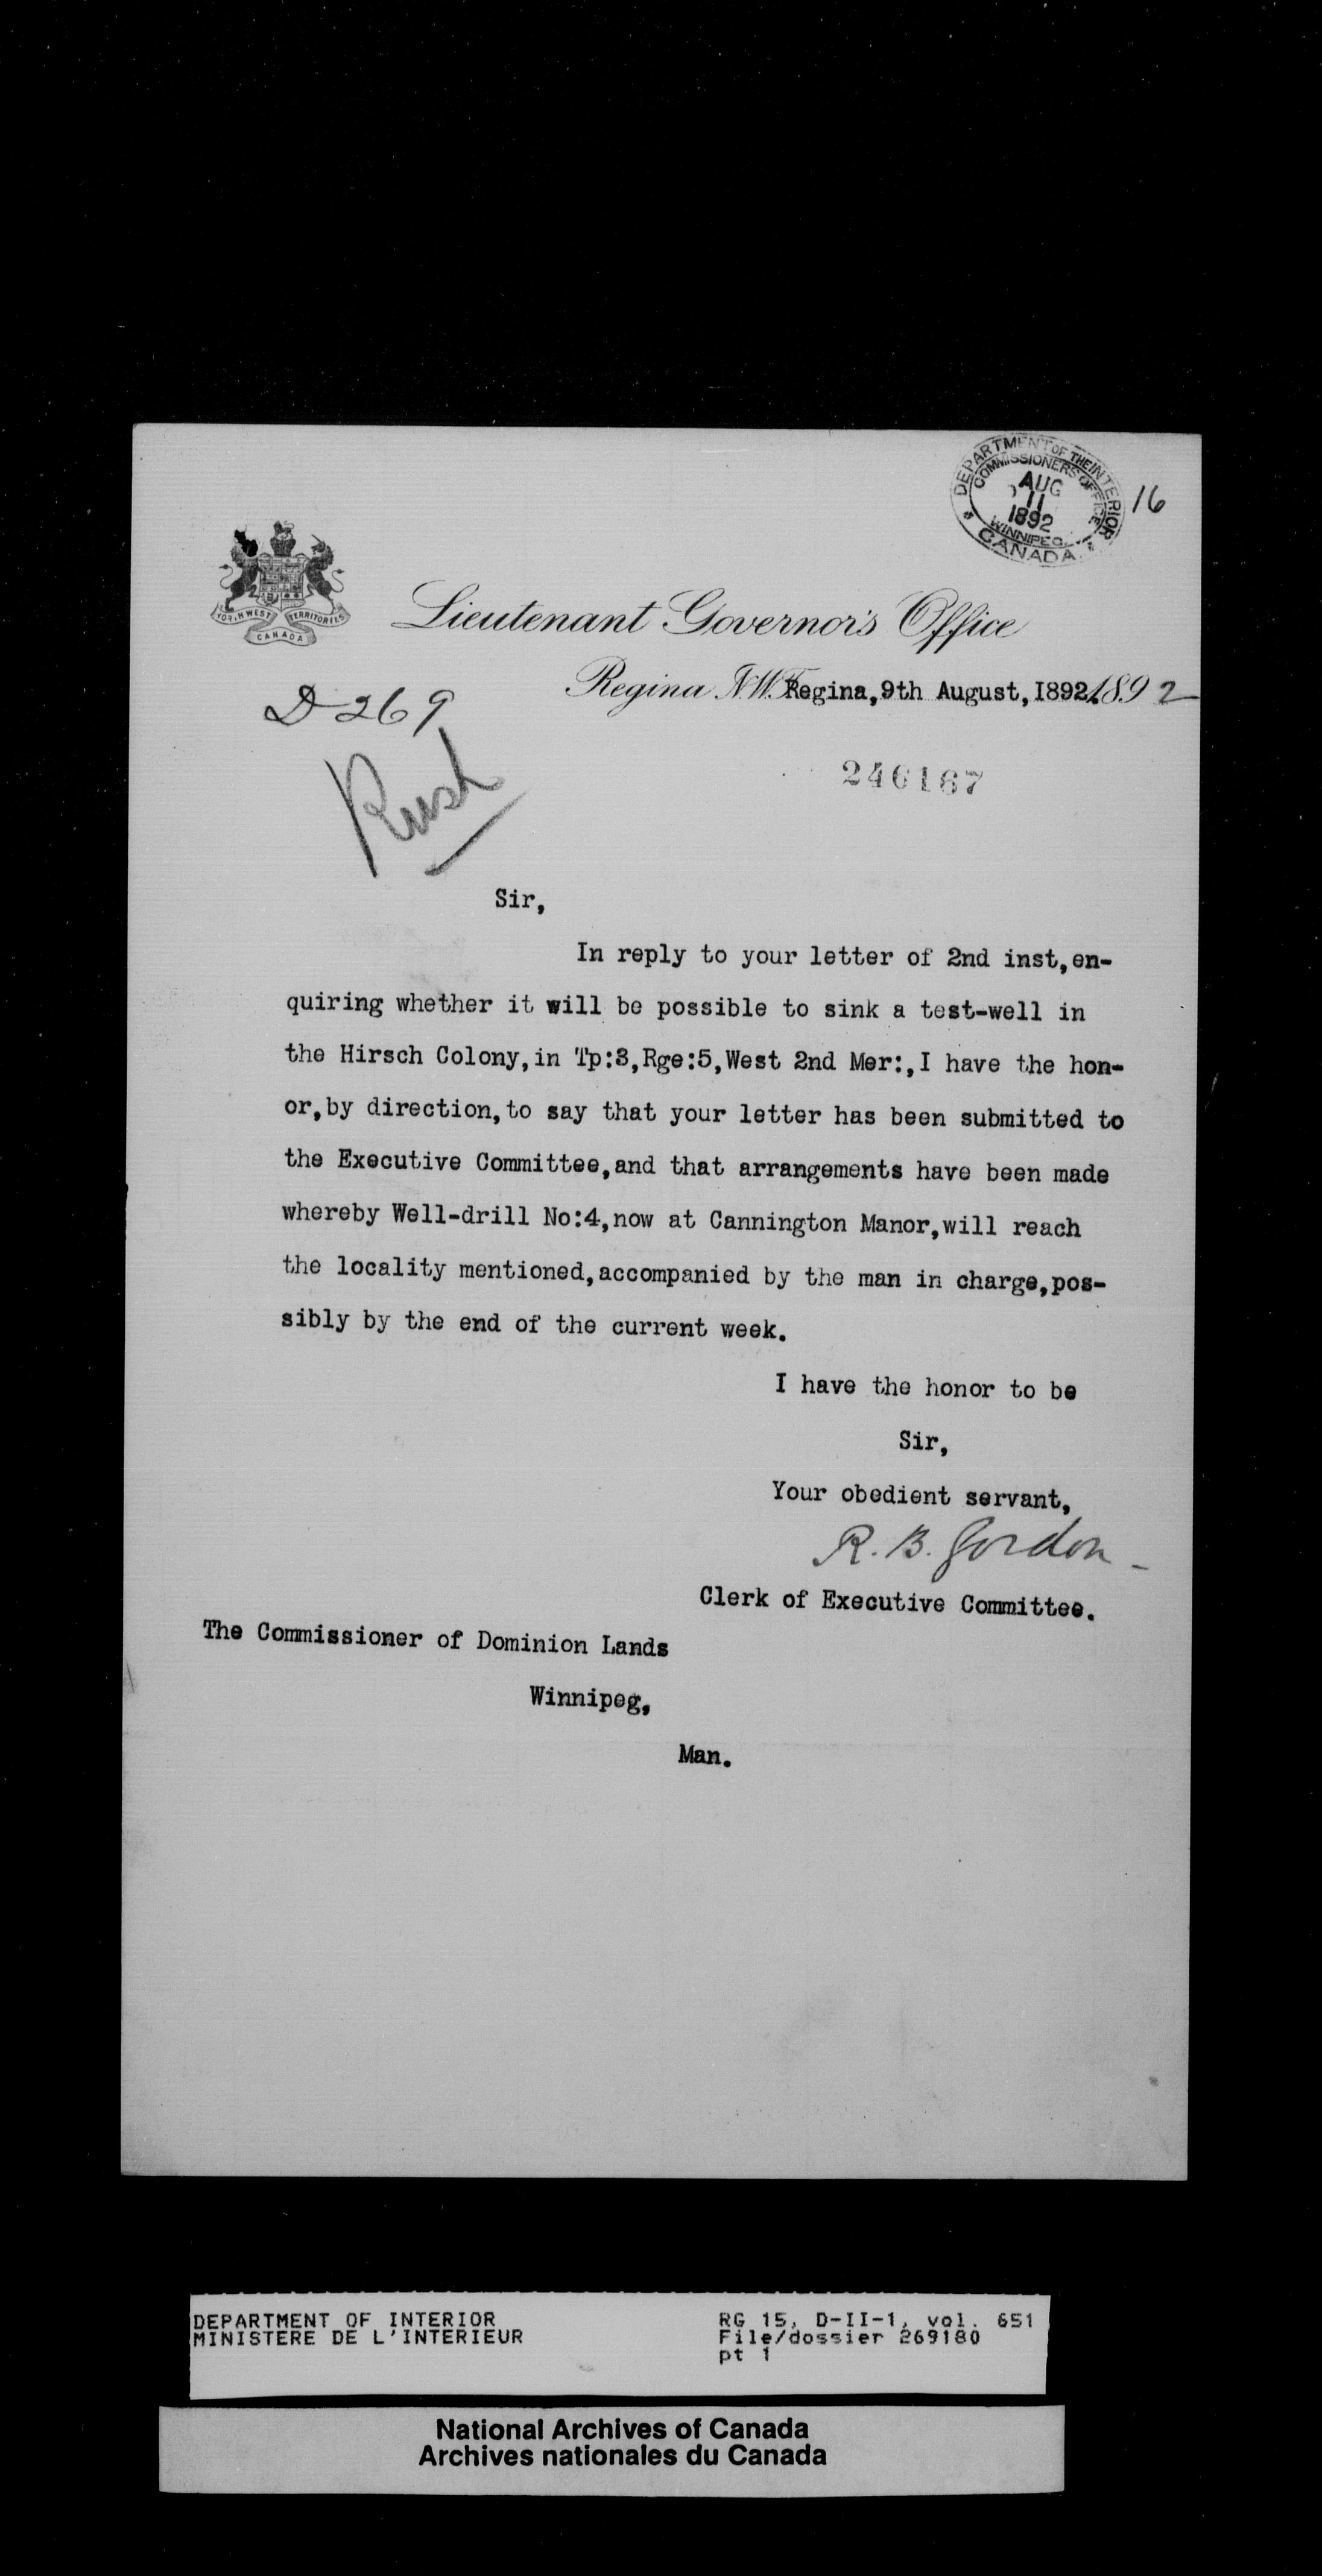 DEPARTMENT OF THE INTERIOR
COMMISSIONERS OFFICE
AUG
11
1892
WINNIPEG.
CANADA.
16
NORTH WEST TERRITORIES
CANADA
Lieutenant Governor's Office
Regina N.W.T. Regina,9th August,I892. 1892
D 269
Rush
246167
Sir,
In reply to your letter of 2nd inst,en-
quiring whether it will be possible to sink a test-well in
the Hirsch Colony,in Tp:3,Rge:5,West 2nd Mer:,I have the hon-
or,by direction,to say that your letter has been submitted to
the Executive Committee,and that arrangements have been made
whereby Well-drill No:4,now at Cannington Manor,will reach
the locality mentioned,accompanied by the man in charge,pos-
sibly by the end of the current week.
I have the honor to be
Sir,
Your obedient servant,
R. B. Gordon -
Clerk of Executive Committee.
The Commissioner of Dominion Lands
Winnipeg,
Man.
DEPARTMENT OF INTERIOR
MINISTERE DE L'INTERIEUR
RG 15, D-II-1, vol. 651
File/dossier 269180
pt 1
National Archives of Canada
Archives nationales du Canada